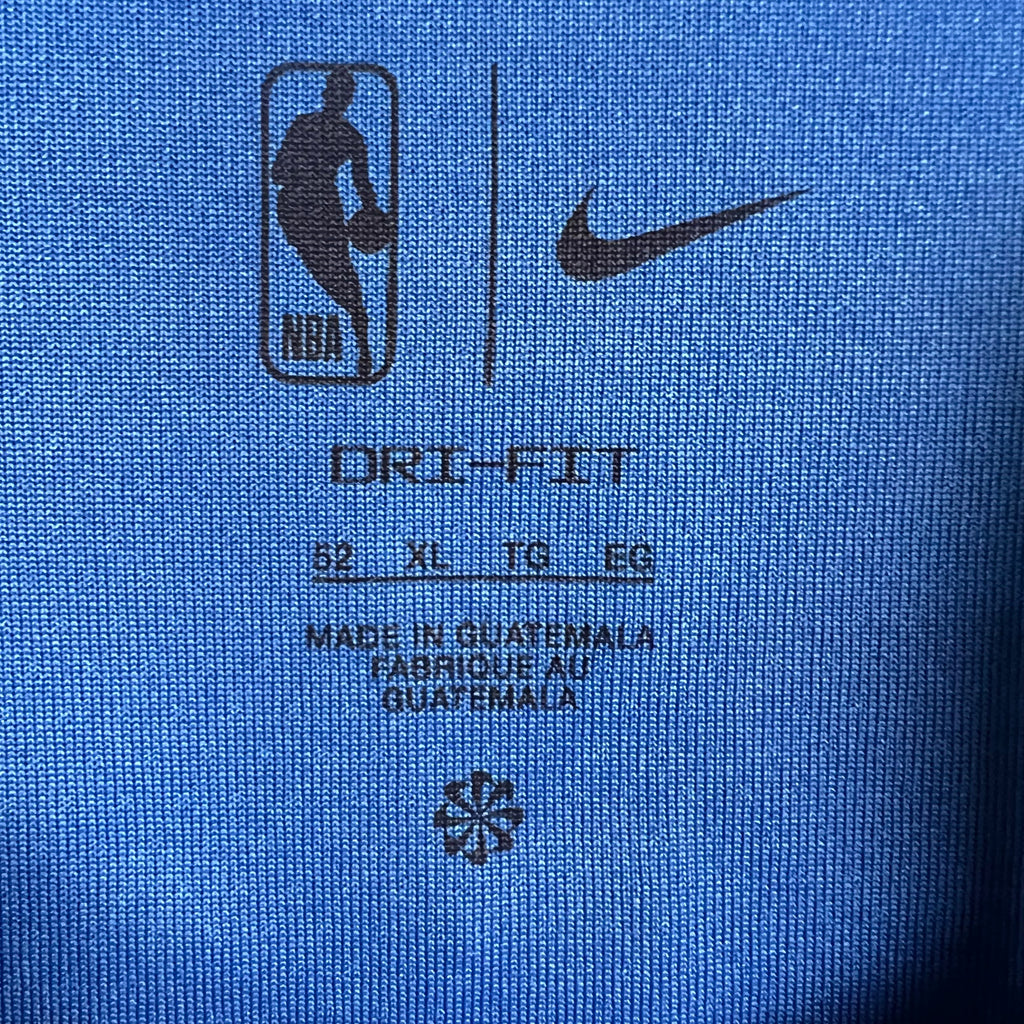 NBA
DRI-FIT
52 XL TG EG
MADE IN GUATEMALA
FABRIQUE AU
GUATEMALA